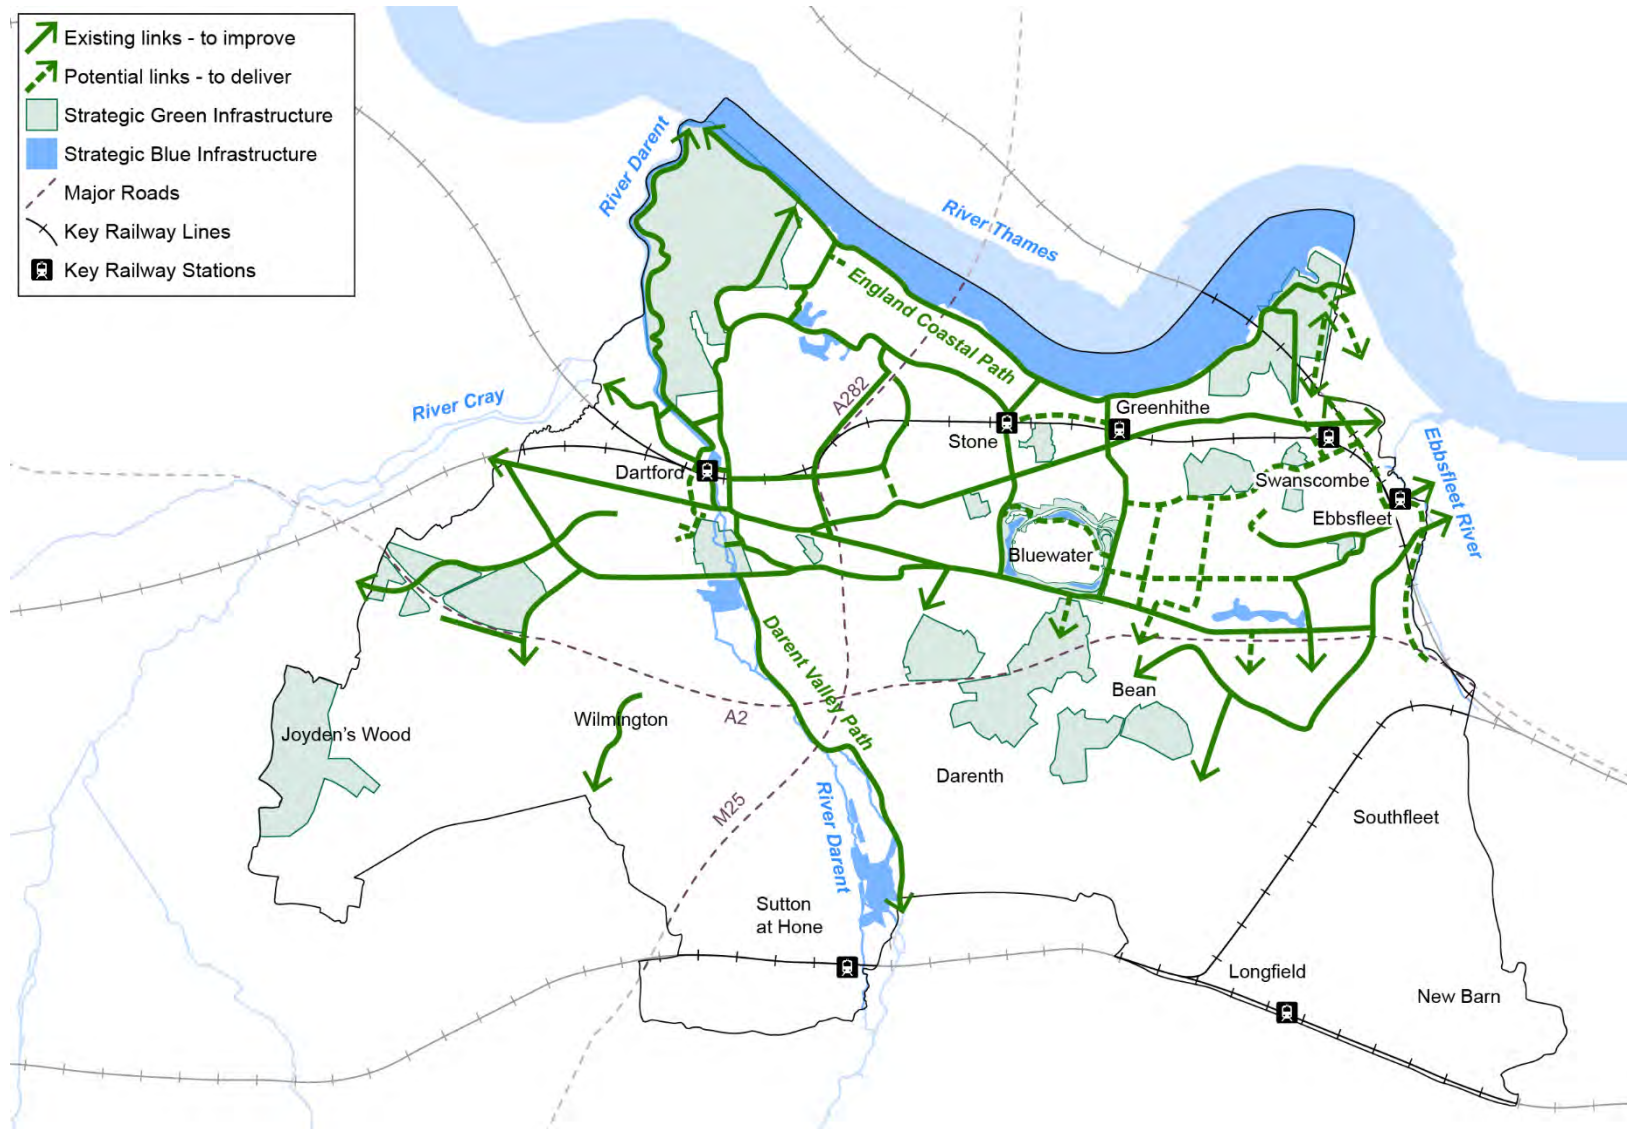 Existing links - to improve
Potential links - to deliver
Strategic Green Infrastructure
Strategic Blue Infrastructure
Major Roads
Key Railway Lines
Key Railway Stations
River Darent
River Thames
England Coastal Path
River Cray
A282
Greenhithe
Stone
Dartford
Swanscombe
Ebbsfleet
Ebbsfleet River
Bluewater
Darent Valley Path
Bean
Wilmington
A2
Joyden's Wood
Darenth
M25
River Darent
Southfleet
Sutton
at Hone
Longfield
New Barn